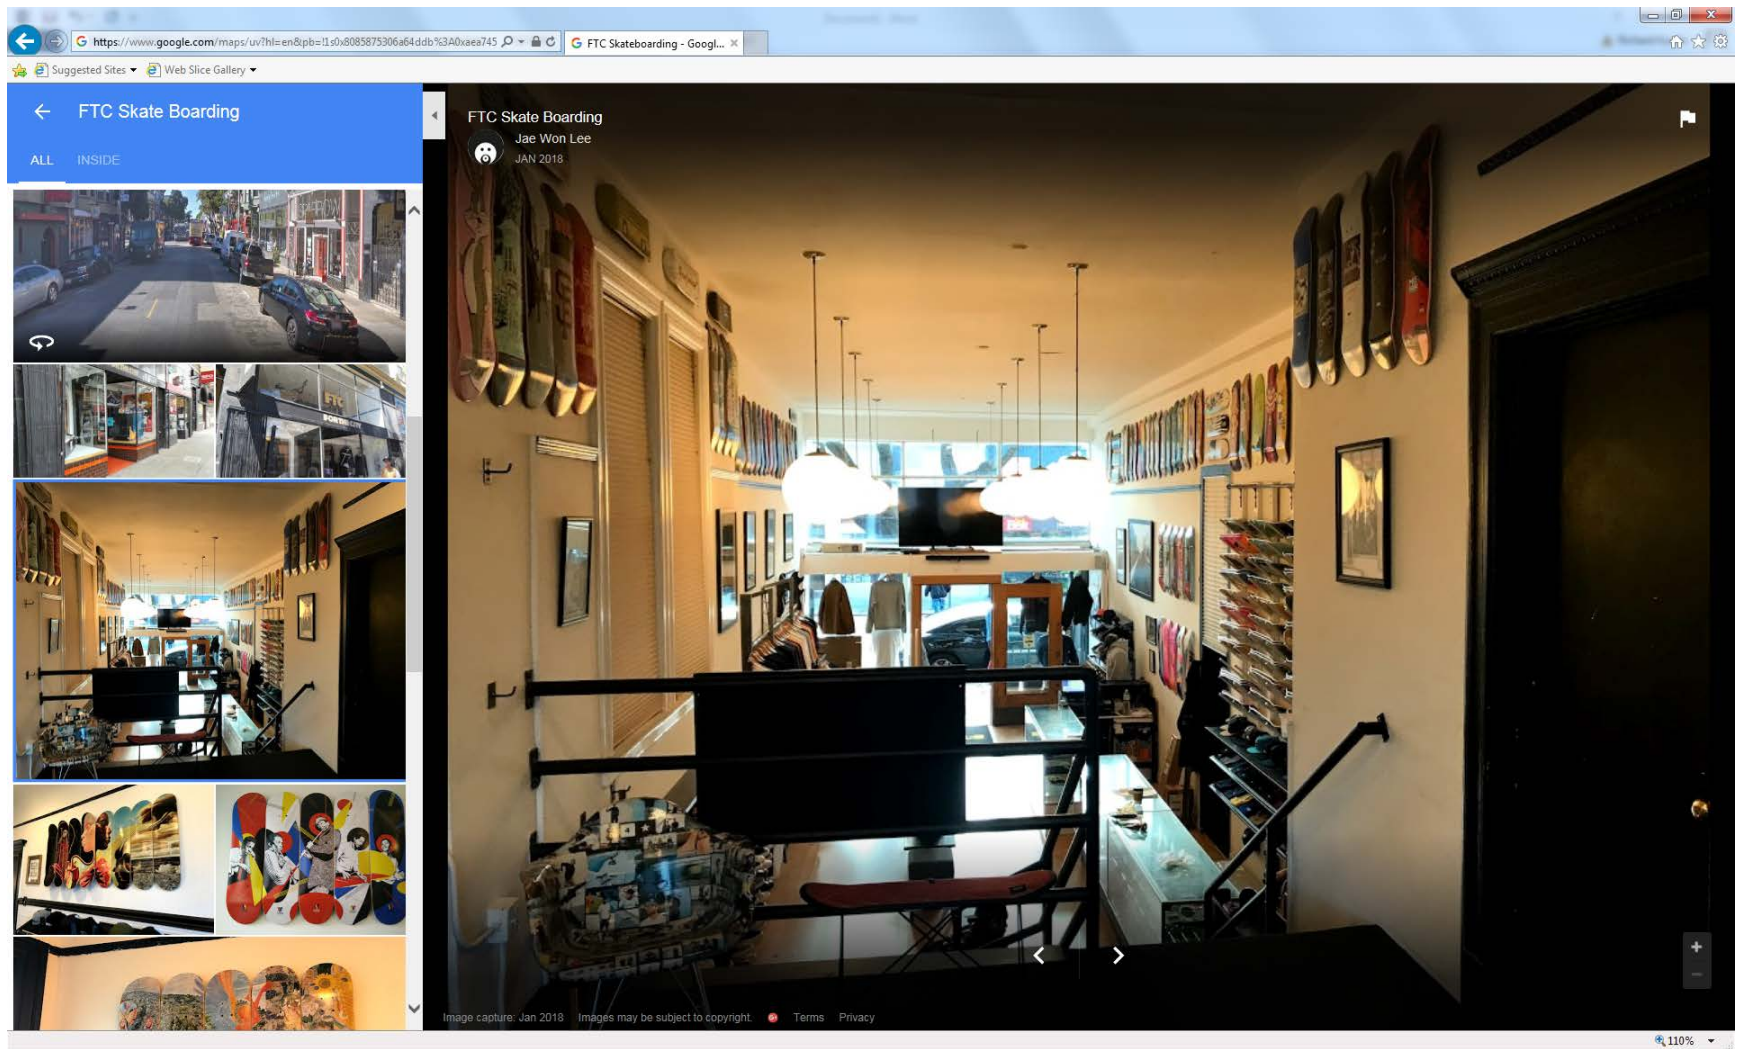 https://www.google.com/maps/uv?hl=en&pb=!1s0x8085875306a64ddb%3A0xaea745
FTC Skateboarding - Googl...
Suggested Sites
Web Slice Gallery
FTC Skate Boarding
ALL
INSIDE
FTC
FTC Skate Boarding
Jae Won Lee
JAN 2018
Image capture: Jan 2018
Images may be subject to copyright.
Terms
Privacy
110%